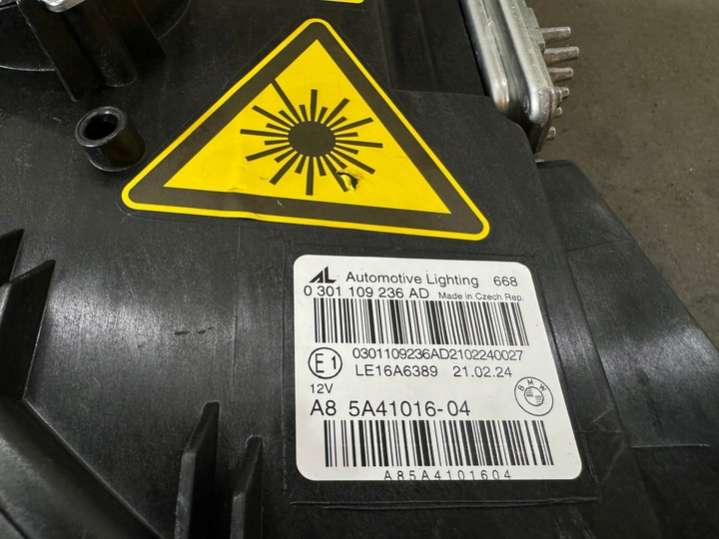 AL Automotive Lighting 668
0 301 109 236 AD Made in Czech Rep.
E1 0301109236AD2102240027
LE16A6389 21.02.24
12V
BMW
A8 5A41016-04
A85A4101604